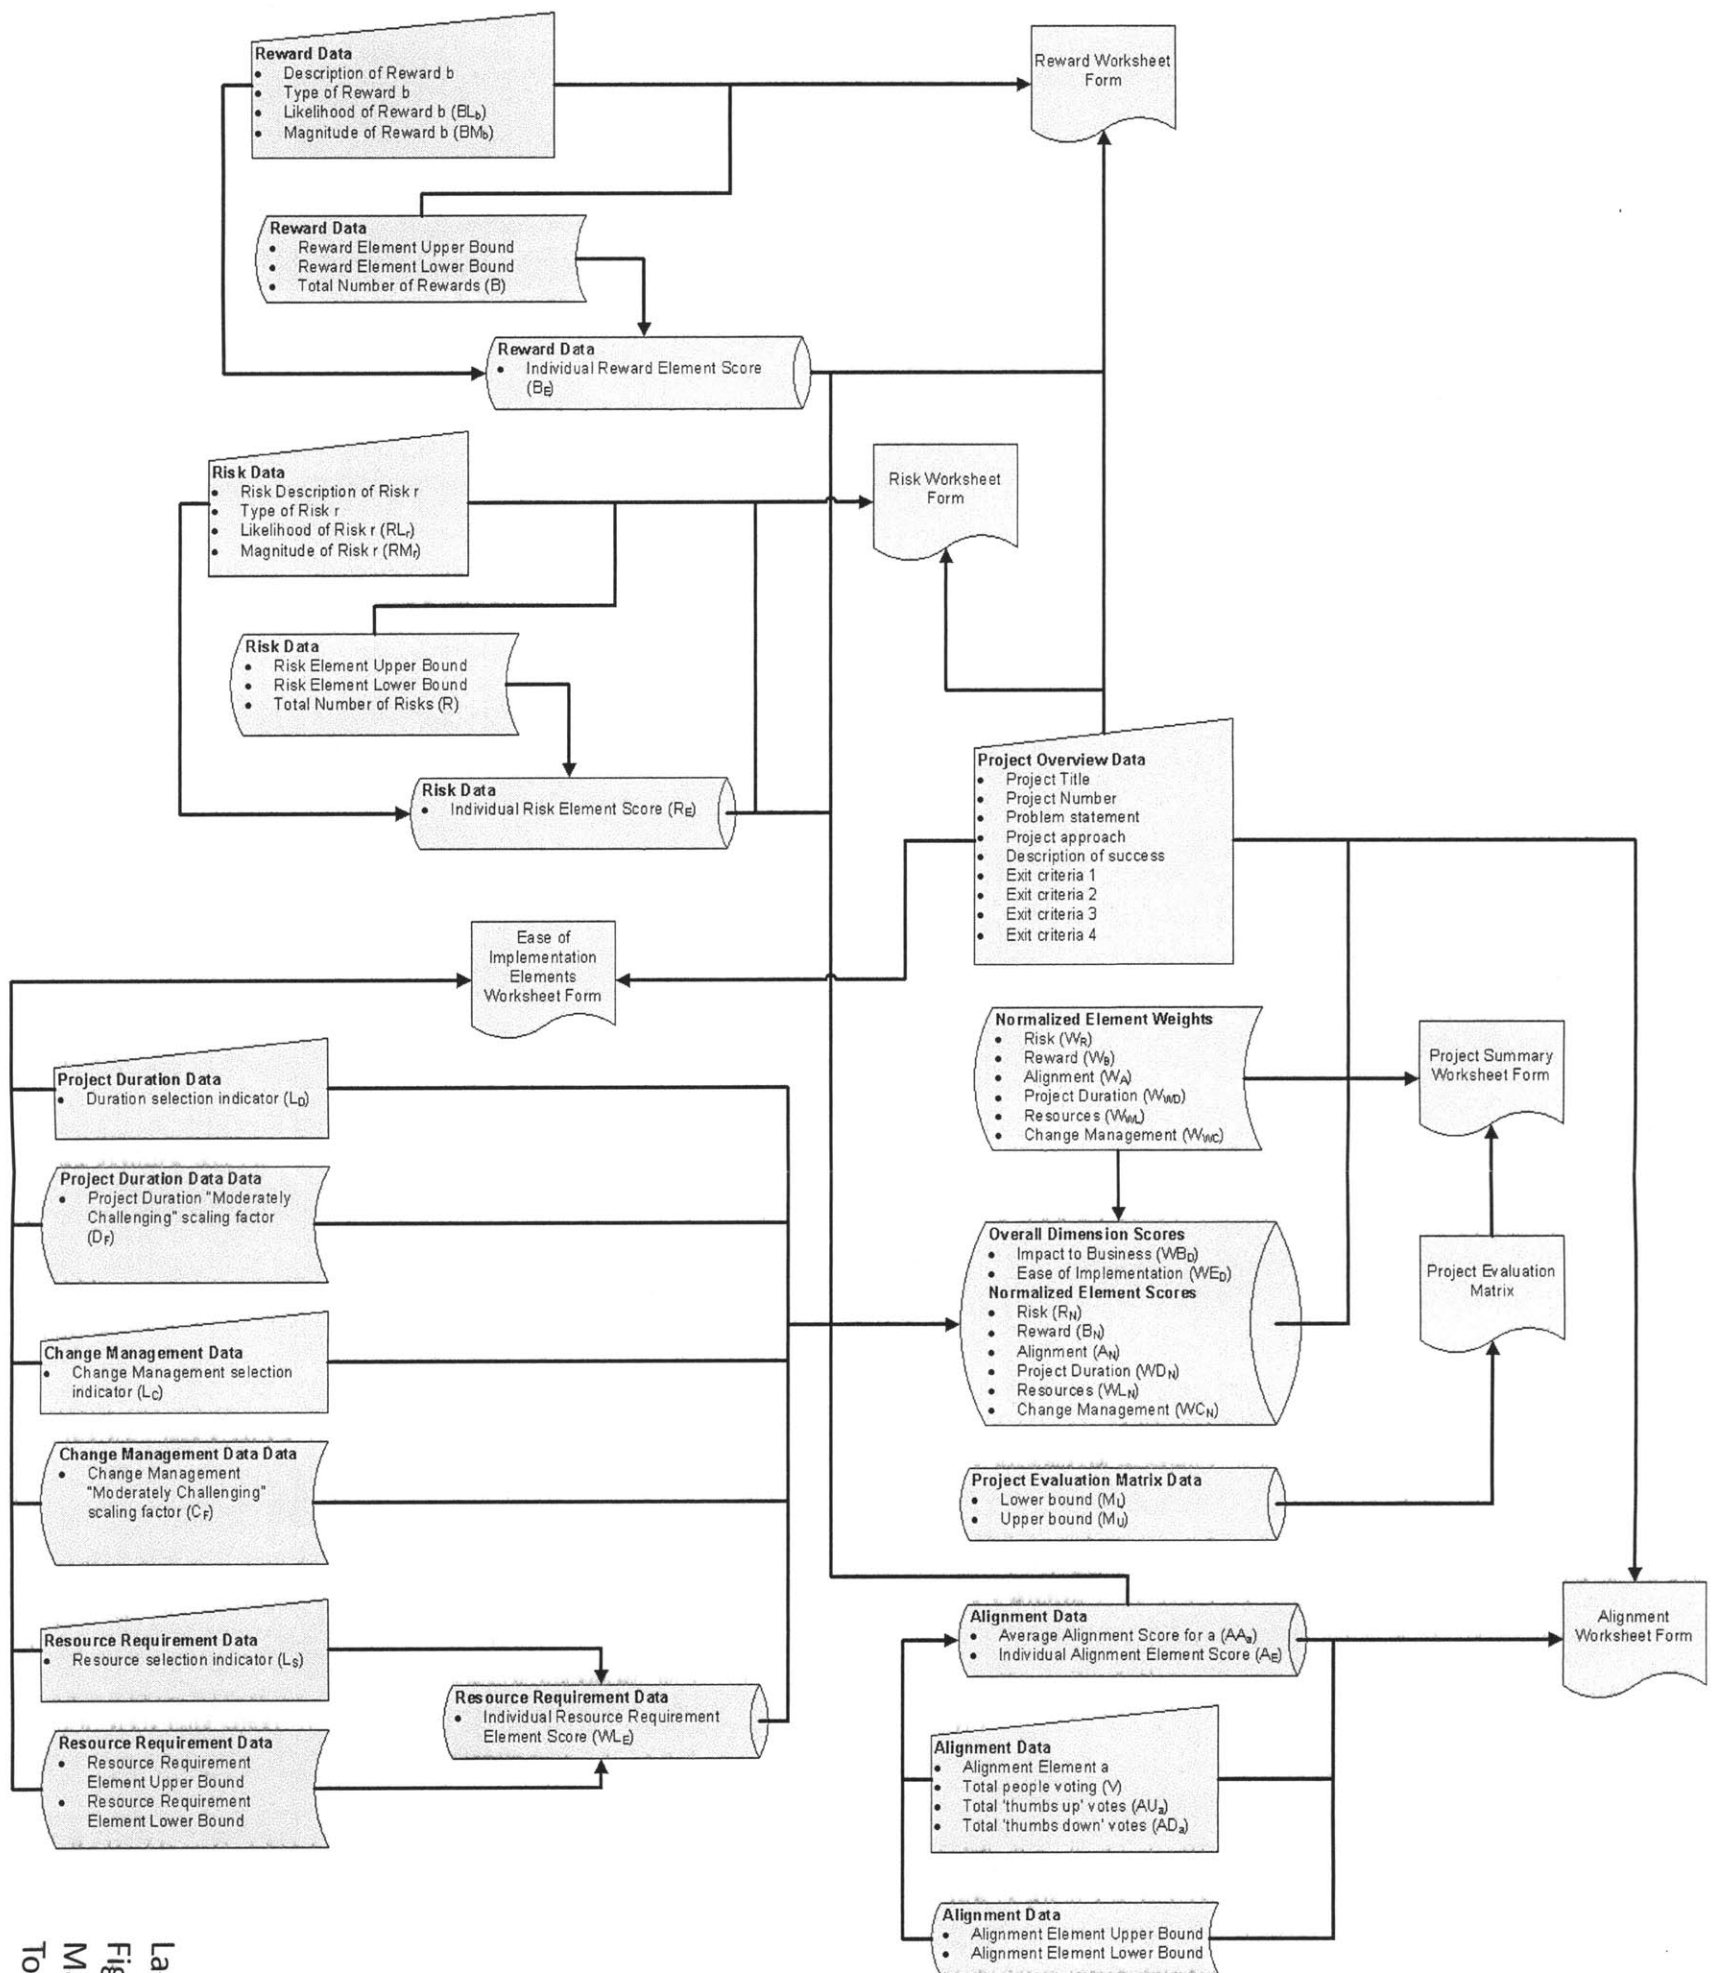 Reward Data
• Description of Reward b
• Type of Reward b
• Likelihood of Reward b (BLb)
• Magnitude of Reward b (BMb)
Reward Worksheet
Form
Reward Data
• Reward Element Upper Bound
• Reward Element Lower Bound
• Total Number of Rewards (B)
Reward Data
• Individual Reward Element Score
(BE)
Risk Data
• Risk Description of Risk r
• Type of Risk r
• Likelihood of Risk r (RLr)
• Magnitude of Risk r (RMr)
Risk Worksheet
Form
Risk Data
• Risk Element Upper Bound
• Risk Element Lower Bound
• Total Number of Risks (R)
Risk Data
• Individual Risk Element Score (RE)
Project Overview Data
• Project Title
• Project Number
• Problem statement
• Project approach
• Description of success
• Exit criteria 1
• Exit criteria 2
• Exit criteria 3
• Exit criteria 4
Ease of
Implementation
Elements
Worksheet Form
Project Duration Data
• Duration selection indicator (LD)
Project Duration Data Data
• Project Duration "Moderately
Challenging" scaling factor
(DF)
Change Management Data
• Change Management selection
indicator (LC)
Change Management Data Data
• Change Management
"Moderately Challenging"
scaling factor (CF)
Resource Requirement Data
• Resource selection indicator (LS)
Resource Requirement Data
• Resource Requirement
Element Upper Bound
• Resource Requirement
Element Lower Bound
Resource Requirement Data
• Individual Resource Requirement
Element Score (WLE)
Normalized Element Weights
• Risk (WR)
• Reward (WB)
• Alignment (WA)
• Project Duration (WWD)
• Resources (WWL)
• Change Management (WWC)
Project Summary
Worksheet Form
Overall Dimension Scores
• Impact to Business (WBD)
• Ease of Implementation (WED)
Normalized Element Scores
• Risk (RN)
• Reward (BN)
• Alignment (AN)
• Project Duration (WDN)
• Resources (WLN)
• Change Management (WCN)
Project Evaluation
Matrix
Project Evaluation Matrix Data
• Lower bound (ML)
• Upper bound (MU)
Alignment Data
• Average Alignment Score for a (AAa)
• Individual Alignment Element Score (AE)
Alignment
Worksheet Form
Alignment Data
• Alignment Element a
• Total people voting (V)
• Total 'thumbs up' votes (AUa)
• Total 'thumbs down' votes (ADa)
Alignment Data
• Alignment Element Upper Bound
• Alignment Element Lower Bound